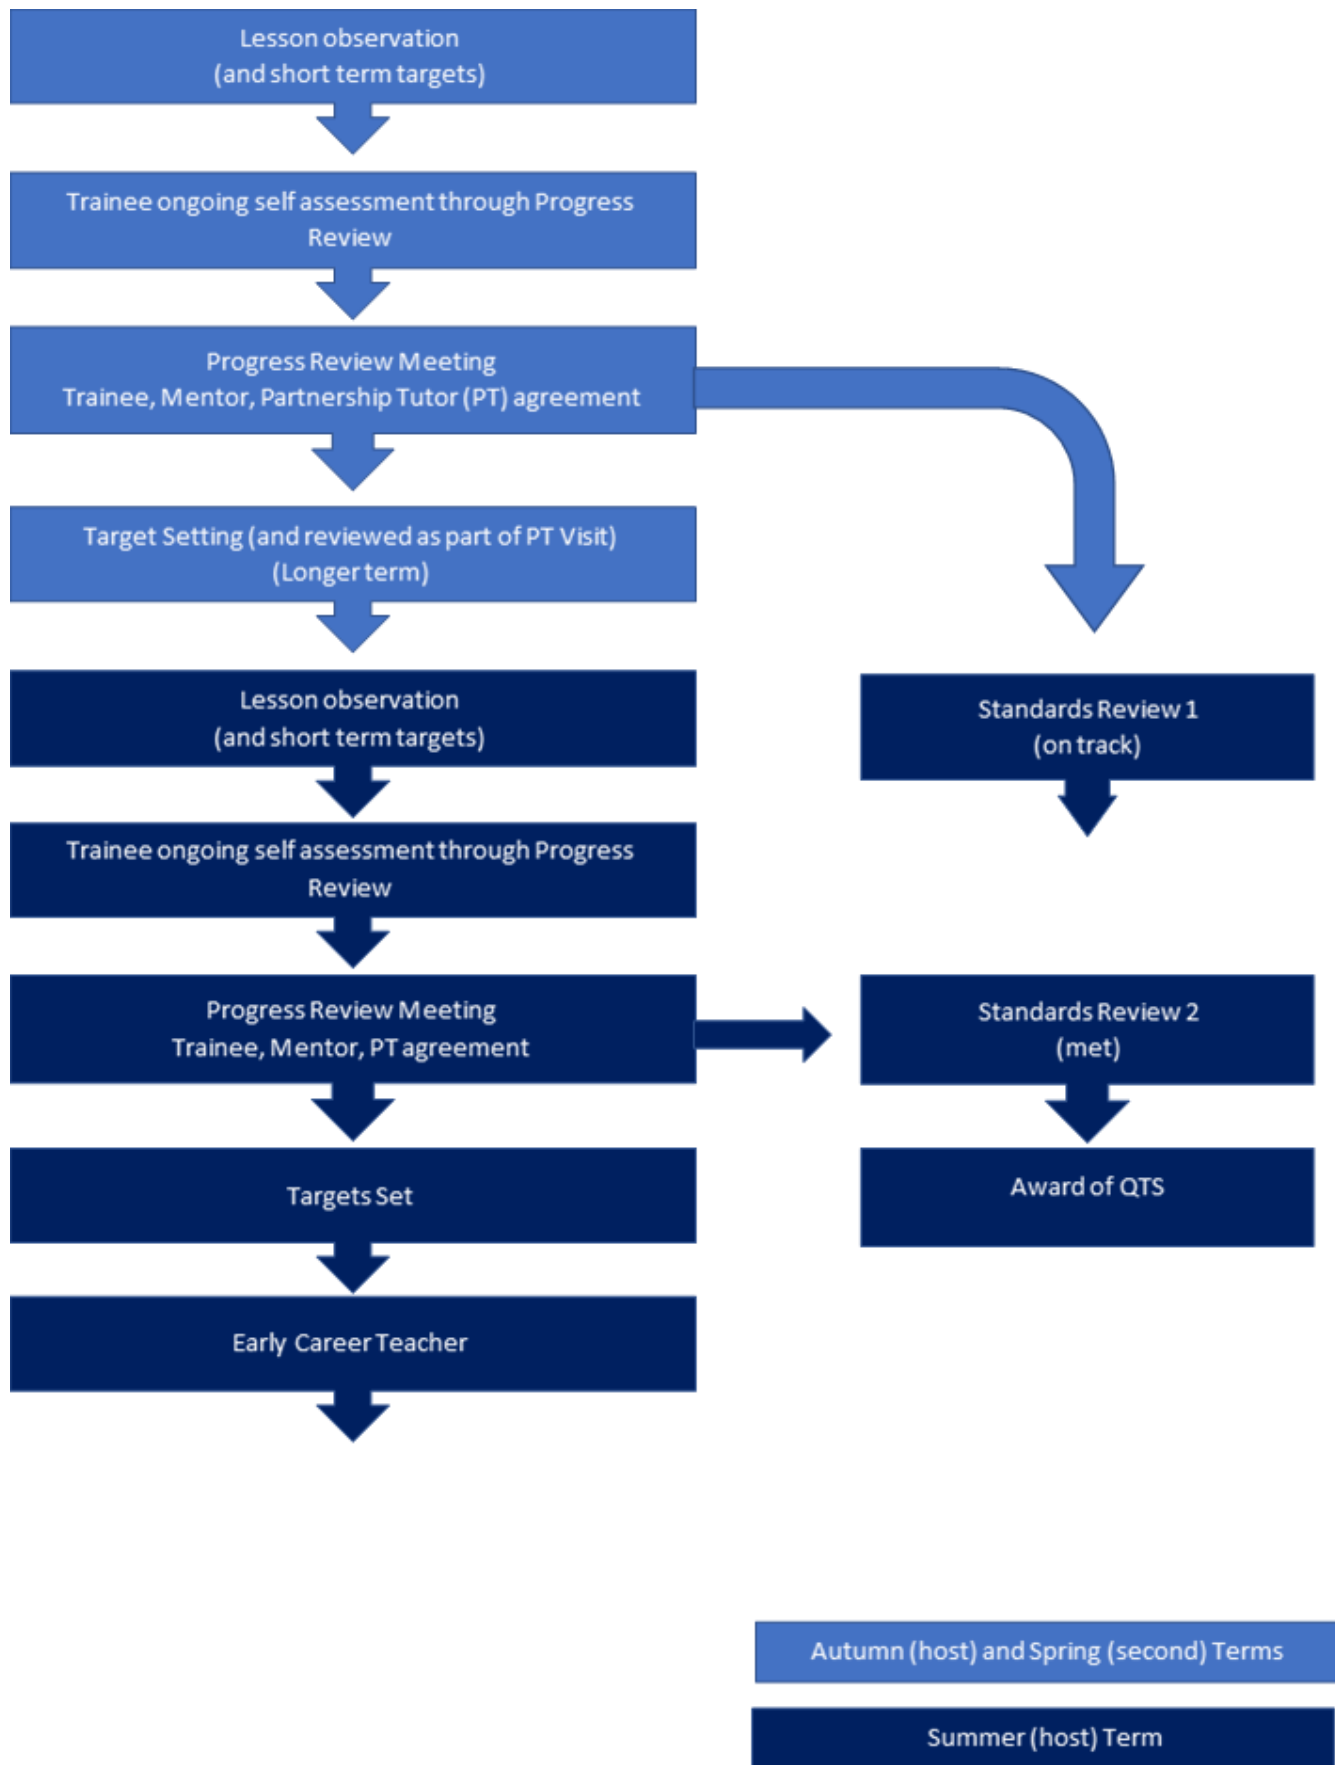 Lesson observation
(and short term targets)
Trainee ongoing self assessment through Progress
Review
Progress Review Meeting
Trainee, Mentor, Partnership Tutor (PT) agreement
Target Setting (and reviewed as part of PT Visit)
(Longer term)
Lesson observation
(and short term targets)
Standards Review 1
(on track)
Trainee ongoing self assessment through Progress
Review
Progress Review Meeting
Trainee, Mentor, PT agreement
Standards Review 2
(met)
Targets Set
Award of QTS
Early Career Teacher
Autumn (host) and Spring (second) Terms
Summer (host) Term